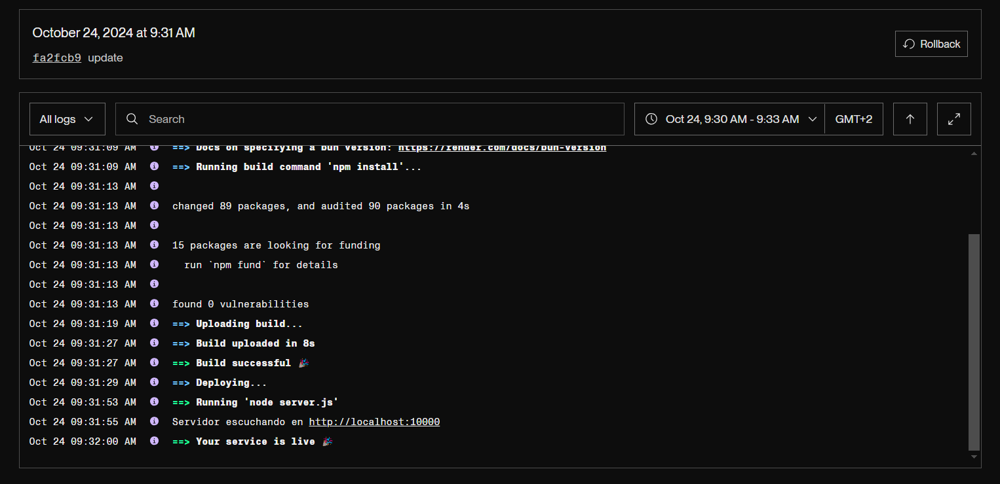 October 24, 2024 at 9:31 AM
fa2fcb9 update
Rollback
All logs
Search
Oct 24, 9:30 AM - 9:33 AM
GMT+2
Oct 24 09:31:09 AM ==> Docs on specifying a bun version: https://render.com/docs/bun-version
Oct 24 09:31:09 AM ==> Running build command 'npm install'...
Oct 24 09:31:13 AM
Oct 24 09:31:13 AM changed 89 packages, and audited 90 packages in 4s
Oct 24 09:31:13 AM
Oct 24 09:31:13 AM 15 packages are looking for funding
Oct 24 09:31:13 AM run `npm fund` for details
Oct 24 09:31:13 AM
Oct 24 09:31:13 AM found 0 vulnerabilities
Oct 24 09:31:19 AM ==> Uploading build...
Oct 24 09:31:27 AM ==> Build uploaded in 8s
Oct 24 09:31:27 AM ==> Build successful 🎉
Oct 24 09:31:29 AM ==> Deploying...
Oct 24 09:31:53 AM ==> Running 'node server.js'
Oct 24 09:31:55 AM Servidor escuchando en http://localhost:10000
Oct 24 09:32:00 AM ==> Your service is live 🎉